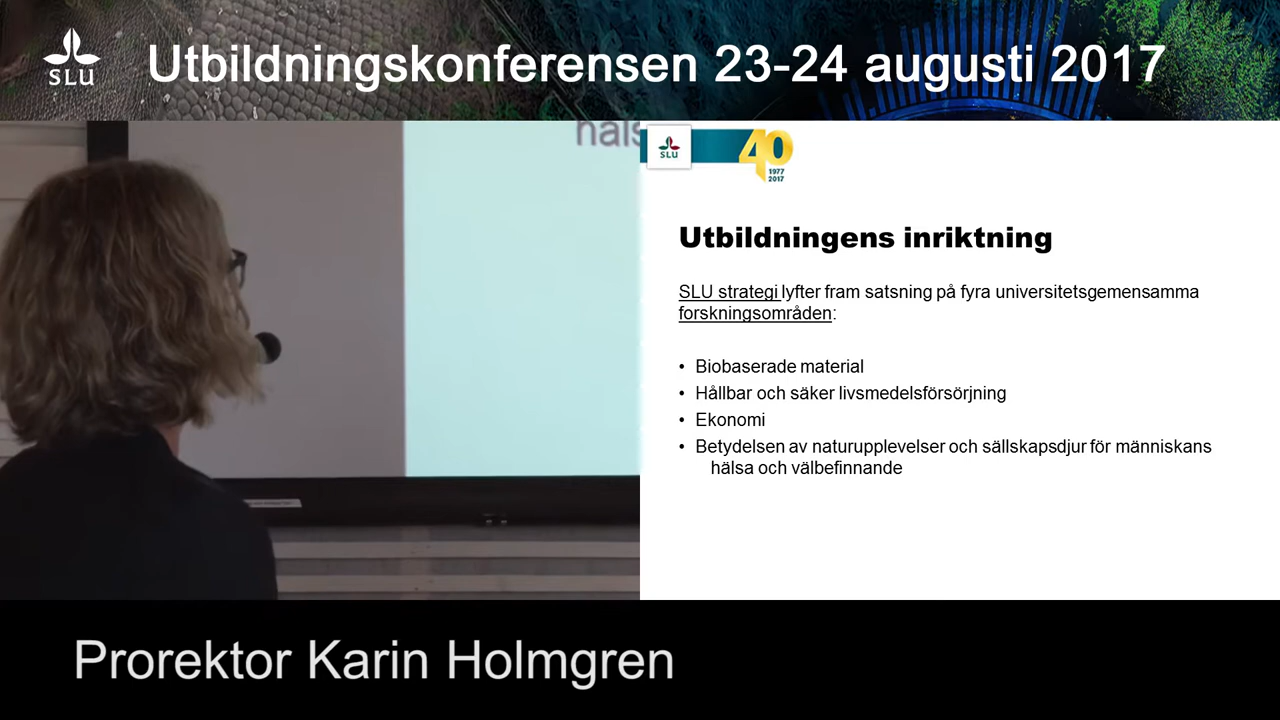 SLU
Utbildningskonferensen 23-24 augusti 2017
SLU
40
1977
2017
Utbildningens inriktning
SLU strategi lyfter fram satsning på fyra universitetsgemensamma
forskningsområden:
• Biobaserade material
• Hållbar och säker livsmedelsförsörjning
• Ekonomi
• Betydelsen av naturupplevelser och sällskapsdjur för människans
hälsa och välbefinnande
Prorektor Karin Holmgren